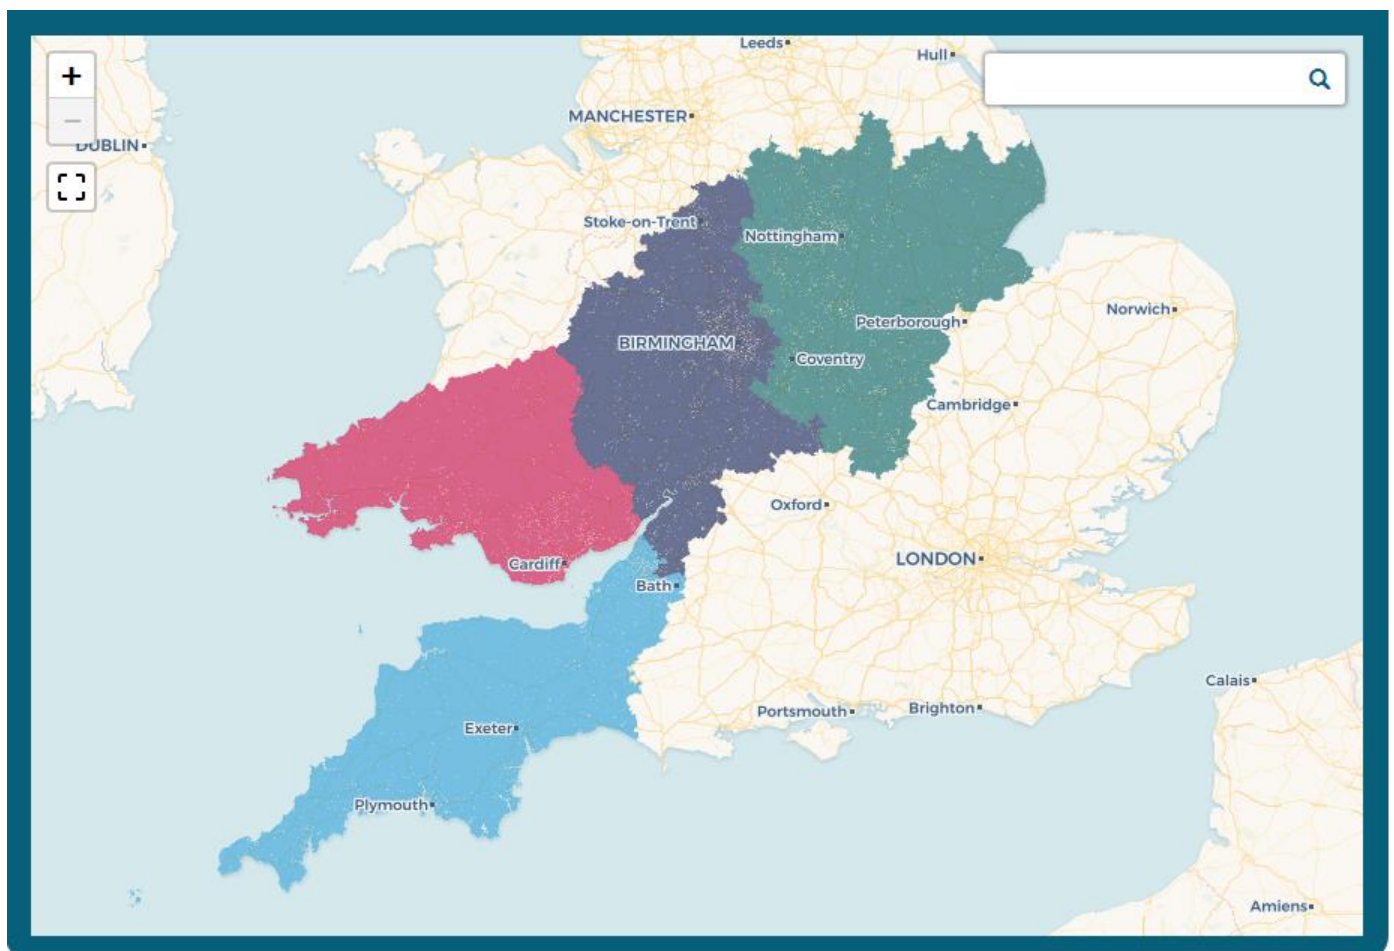 Leeds
Hull
+
MANCHESTER
−
DUBLIN
Stoke-on-Trent
Nottingham
Norwich
Peterborough
BIRMINGHAM
Coventry
Cambridge
Oxford
LONDON
Cardiff
Bath
Calais
Portsmouth
Brighton
Exeter
Plymouth
Amiens